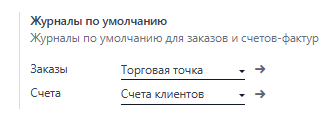 Журналы по умолчанию
Журналы по умолчанию для заказов и счетов-фактур
Заказы Торговая точка
Счета Счета клиентов